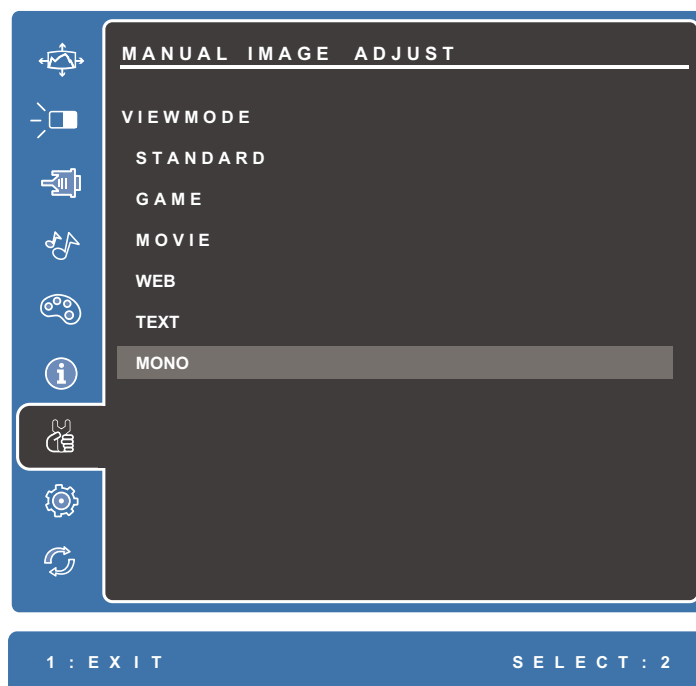 MANUAL IMAGE ADJUST
VIEWMODE
STANDARD
GAME
MOVIE
WEB
TEXT
MONO
1:EXIT SELECT:2